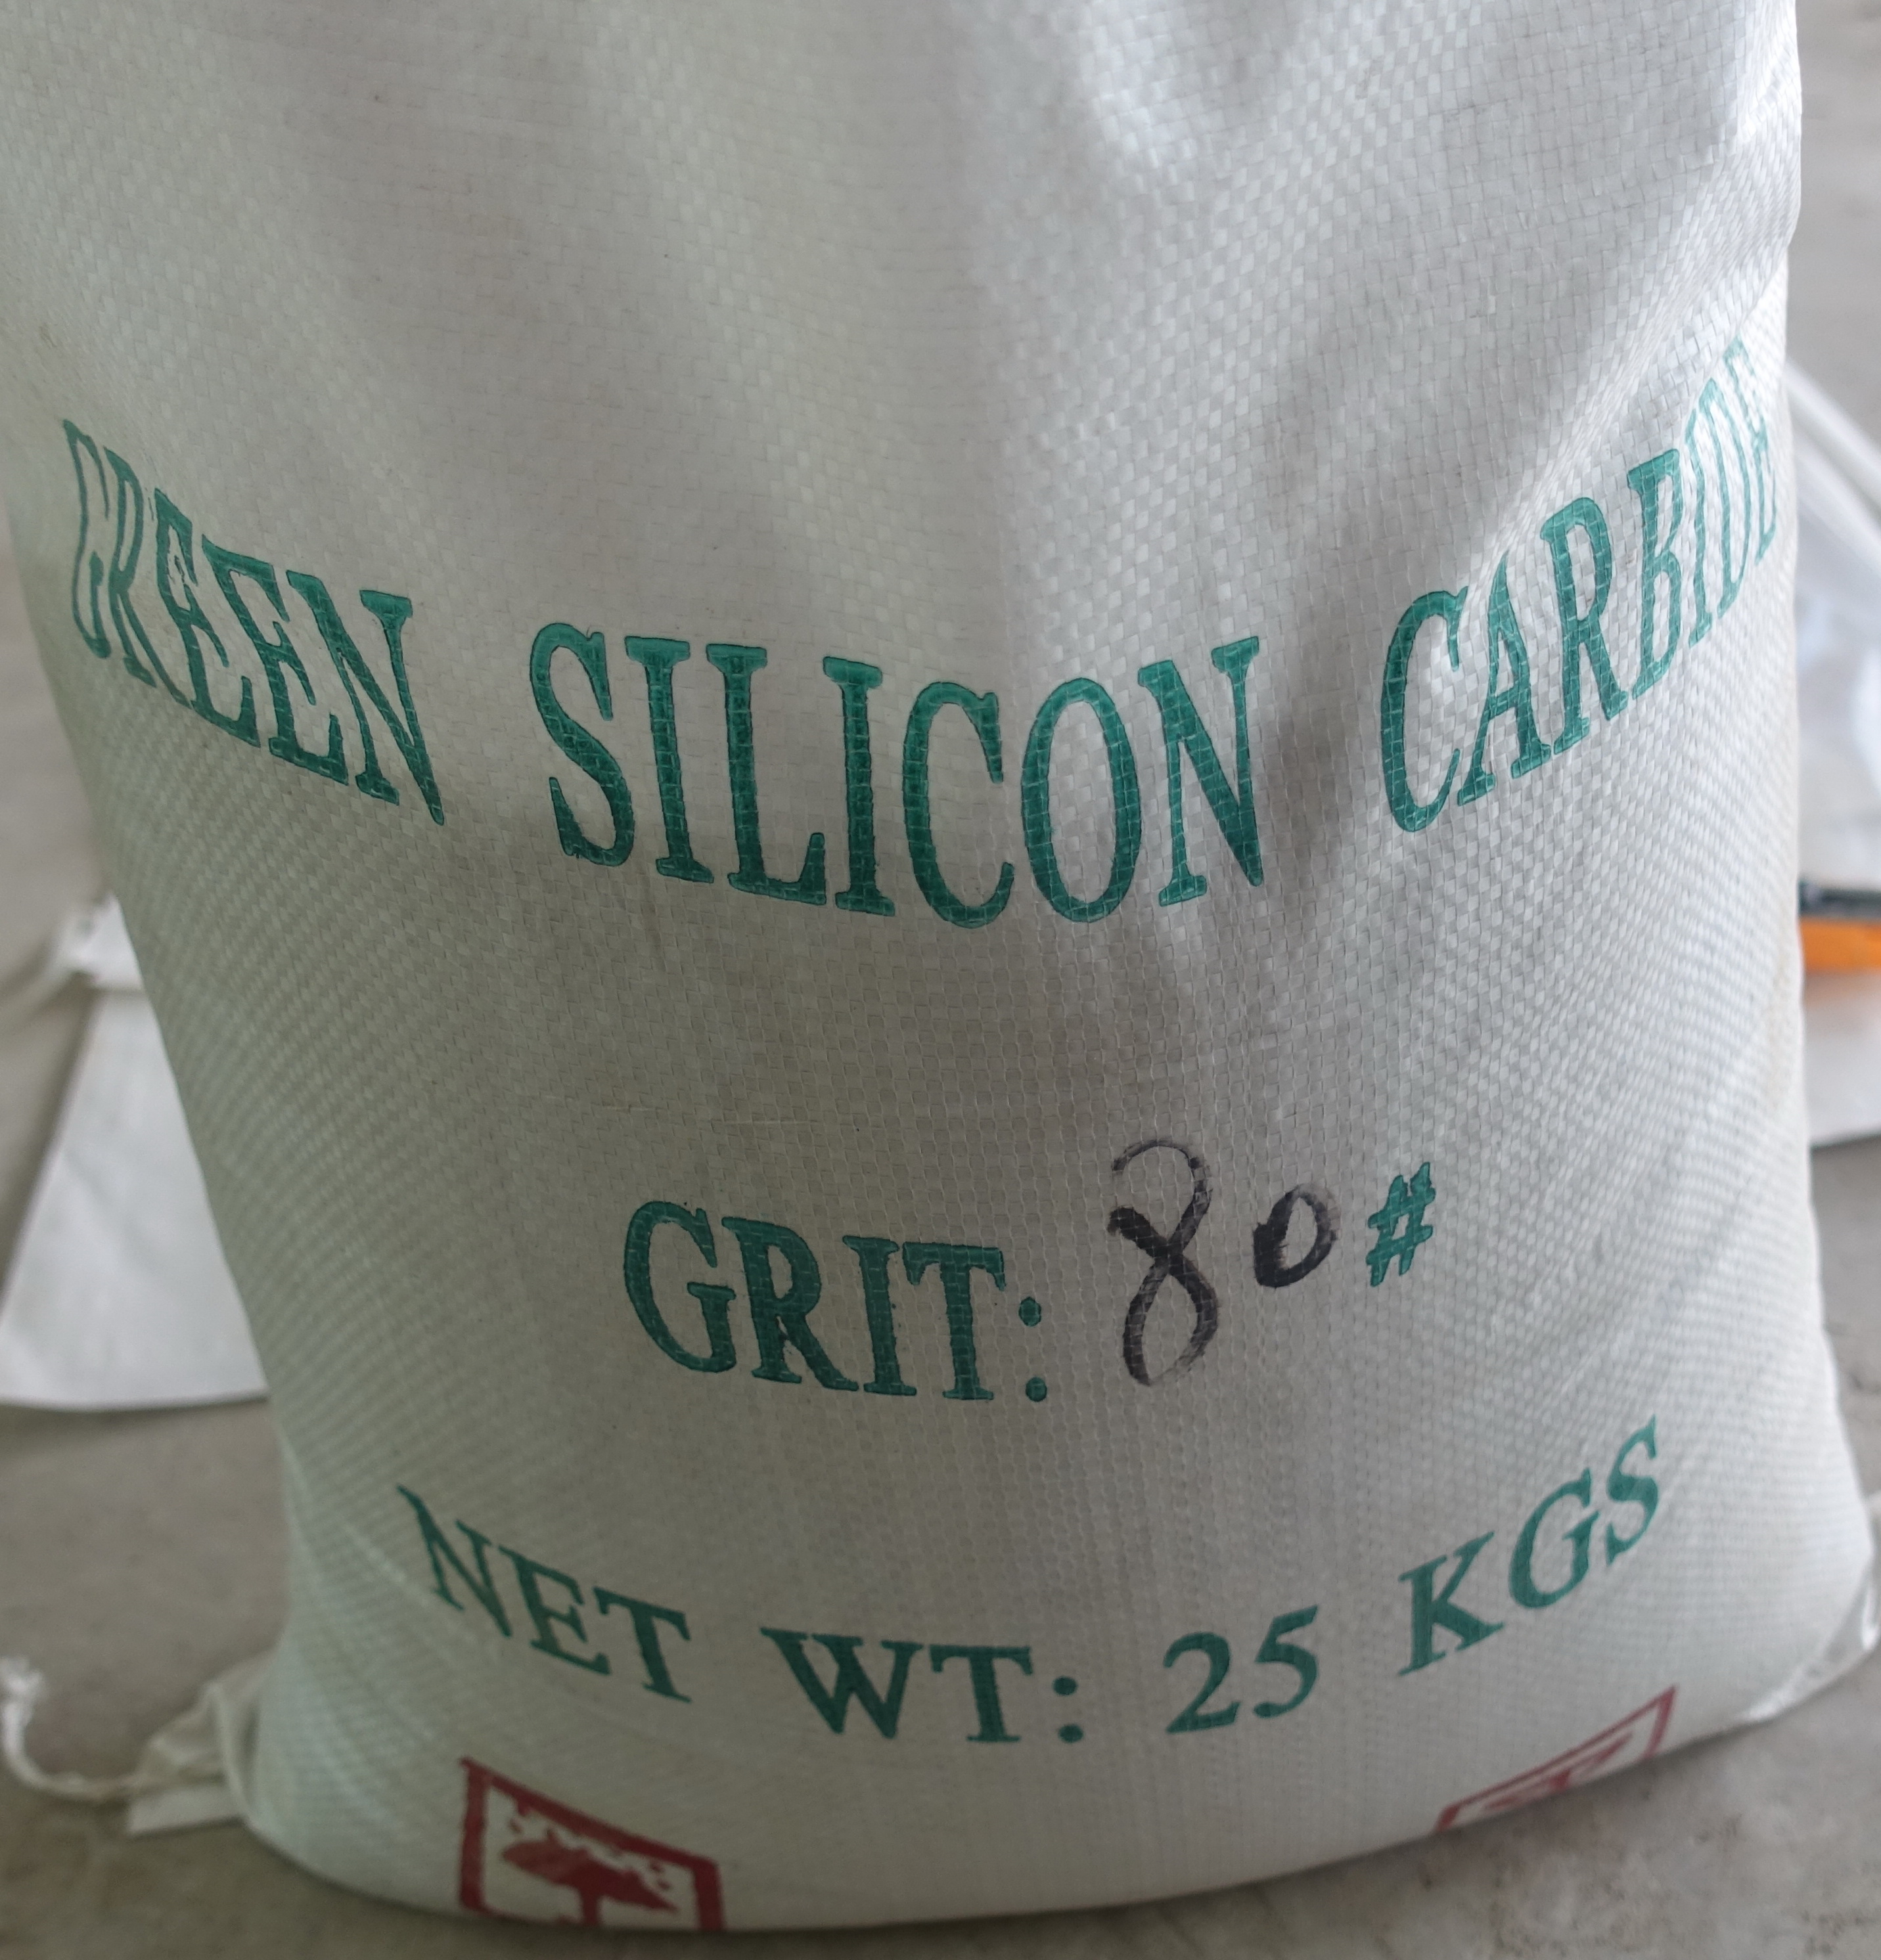 GREEN SILICON CARBIDE
GRIT: 80#
NET WT: 25 KGS